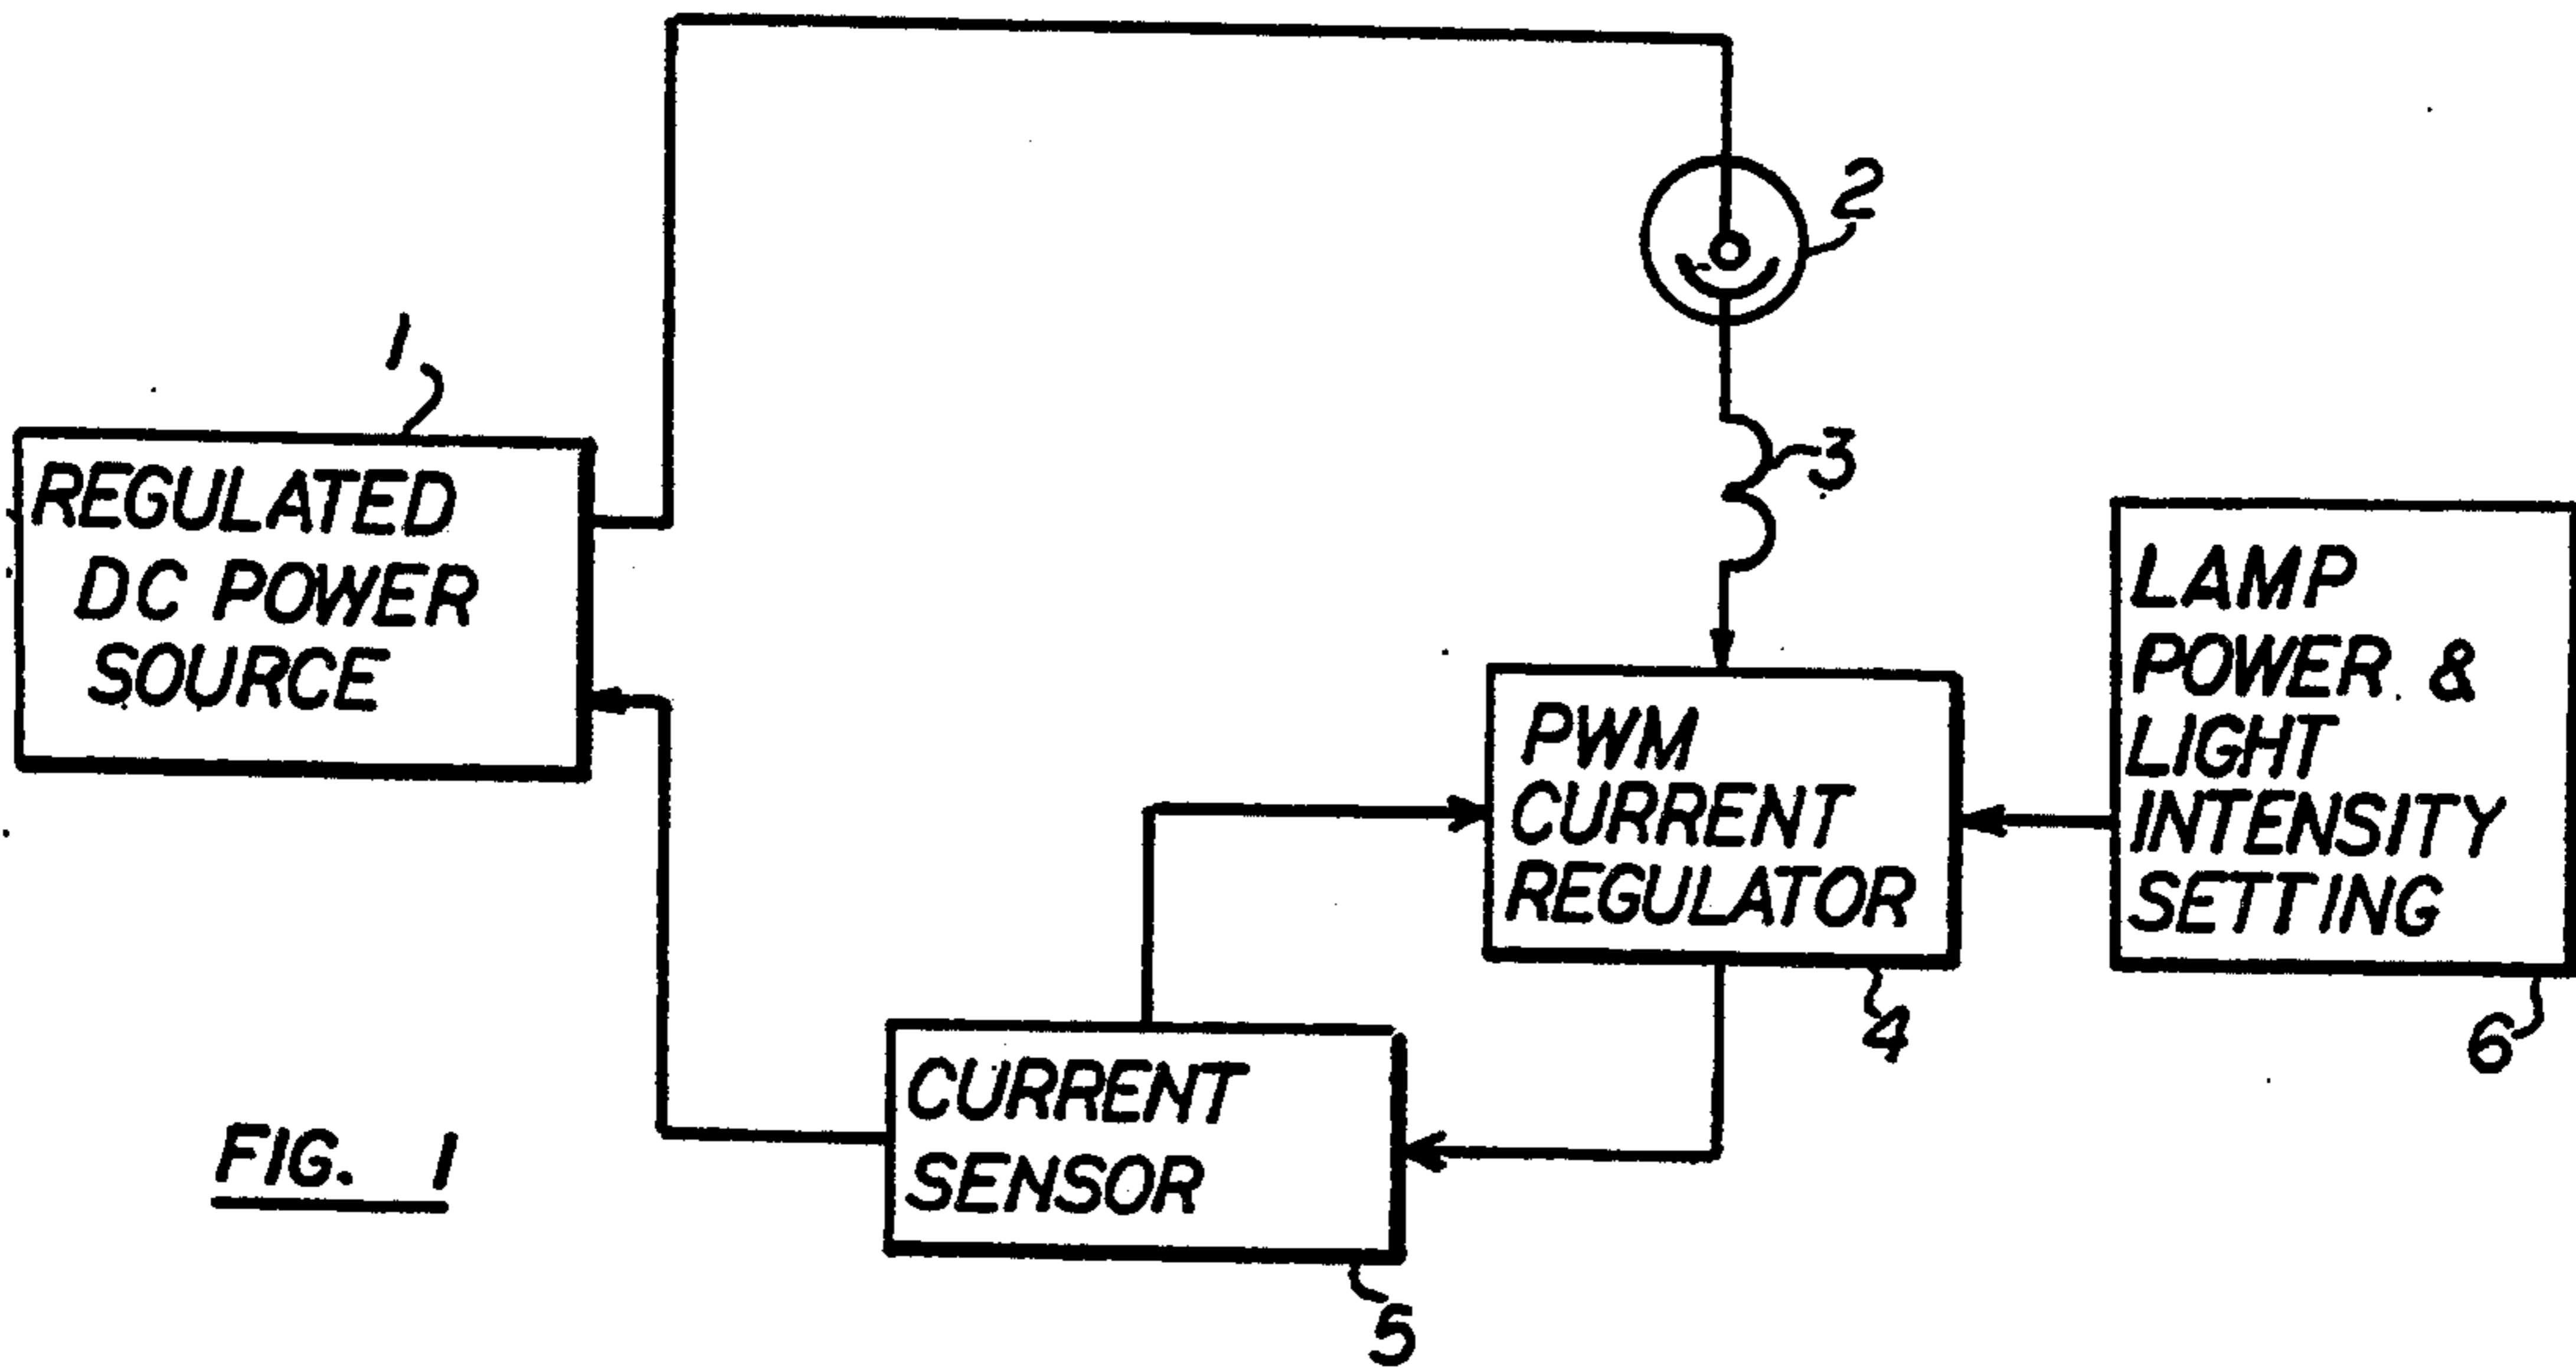 2
1
3
REGULATED
DC POWER
SOURCE
LAMP
POWER &
LIGHT
INTENSITY
SETTING
PWM
CURRENT
REGULATOR
4
6
CURRENT
SENSOR
5
FIG. 1